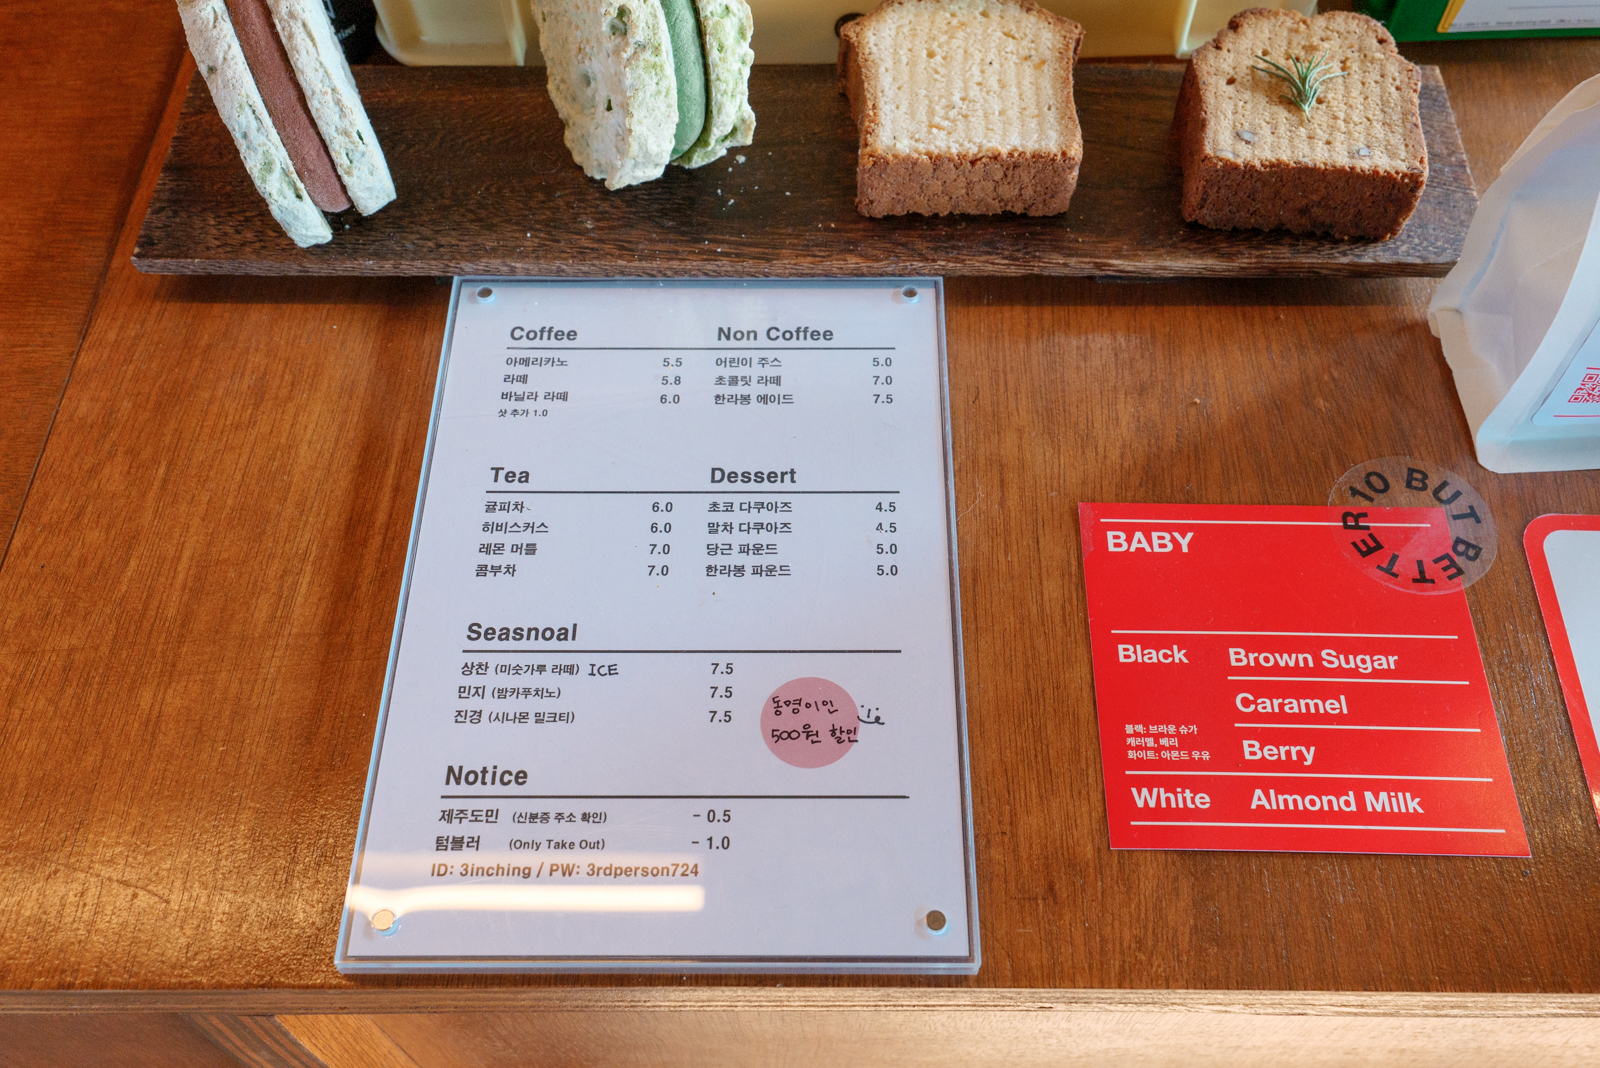 Coffee
아메리카노 5.5
라떼 5.8
바닐라 라떼 6.0
샷 추가 1.0
Non Coffee
어린이 주스 5.0
초콜릿 라떼 7.0
한라봉 에이드 7.5
Tea
귤피차 6.0
히비스커스 6.0
레몬 머틀 7.0
콤부차 7.0
Dessert
초코 다쿠아즈 4.5
말차 다쿠아즈 4.5
당근 파운드 5.0
한라봉 파운드 5.0
Seasnoal
상찬 (미숫가루 라떼) ICE 7.5
민지 (밤카푸치노) 7.5
진경 (시나몬 밀크티) 7.5
동명이인
500원 할인
Notice
제주도민 (신분증 주소 확인) - 0.5
텀블러 (Only Take Out) - 1.0
ID: 3inching / PW: 3rdperson724
10 BUT BETTER
BABY
Black Brown Sugar
Caramel
Berry
블랙: 브라운 슈가
캐러멜, 베리
화이트: 아몬드 우유
White Almond Milk